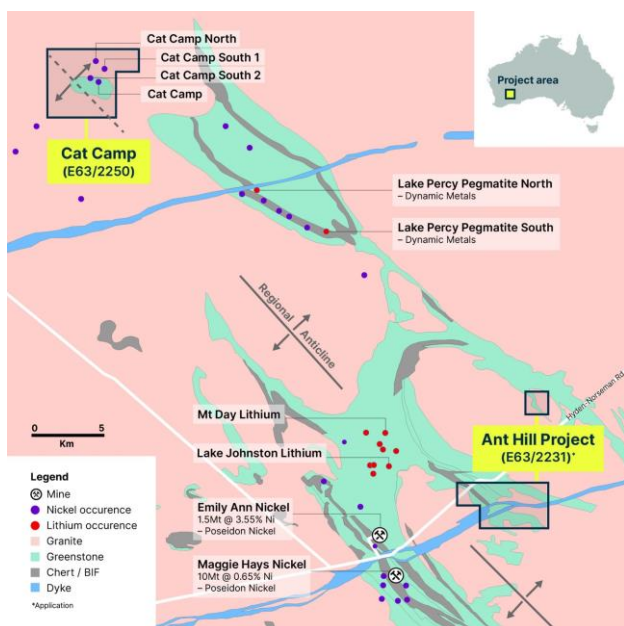 Cat Camp North
Cat Camp South 1
Cat Camp South 2
Cat Camp
Project area
Cat Camp
(E63/2250)
Lake Percy Pegmatite North
– Dynamic Metals
Lake Percy Pegmatite South
– Dynamic Metals
Regional
Anticline
Hyden-Norseman Rd
Mt Day Lithium
Lake Johnston Lithium
Ant Hill Project
(E63/2231)*
0 5
Km
Emily Ann Nickel
1.5Mt @ 3.55% Ni
– Poseidon Nickel
Maggie Hays Nickel
10Mt @ 0.65% Ni
– Poseidon Nickel
Legend
Mine
Nickel occurence
Lithium occurence
Granite
Greenstone
Chert / BIF
Dyke
*Application